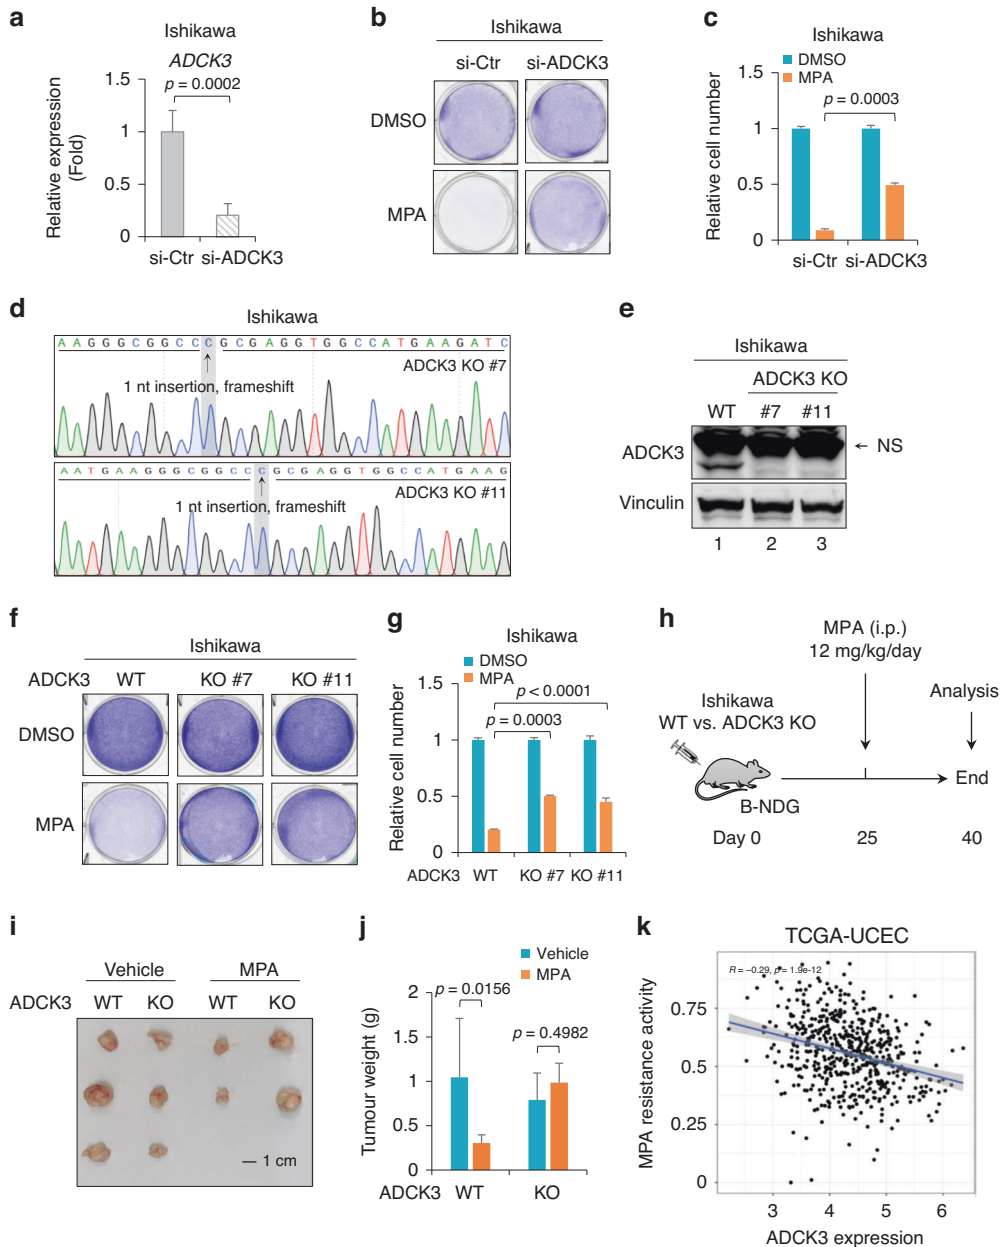 a
Ishikawa
ADCK3
Relative expression
(Fold)
1.5
1
0.5
0
p = 0.0002
si-Ctr si-ADCK3
b
Ishikawa
si-Ctr si-ADCK3
DMSO
MPA
c
Ishikawa
DMSO
MPA
Relative cell number
1.5
1
0.5
0
p = 0.0003
si-Ctr si-ADCK3
d
Ishikawa
AAGGGCGGCCCGCGAGGTGGCCATGAAGATC
ADCK3 KO #7
1 nt insertion, frameshift
AATGAAGGGCGGCCCGCGAGGTGGCCATGAAG
ADCK3 KO #11
1 nt insertion, frameshift
e
Ishikawa
ADCK3 KO
WT #7 #11
ADCK3
← NS
Vinculin
1 2 3
f
Ishikawa
ADCK3 WT KO #7 KO #11
DMSO
MPA
g
Ishikawa
DMSO
MPA
Relative cell number
1.5
1
0.5
0
p < 0.0001
p = 0.0003
ADCK3 WT KO #7 KO #11
h
MPA (i.p.)
12 mg/kg/day
Ishikawa
WT vs. ADCK3 KO
Analysis
B-NDG
End
Day 0 25 40
i
Vehicle MPA
ADCK3 WT KO WT KO
1 cm
j
Vehicle
MPA
Tumour weight (g)
2
1.5
1
0.5
0
p = 0.0156
p = 0.4982
ADCK3 WT KO
k
TCGA-UCEC
R = −0.29, p = 1.9e-12
MPA resistance activity
0.75
0.5
0.25
0
3 4 5 6
ADCK3 expression